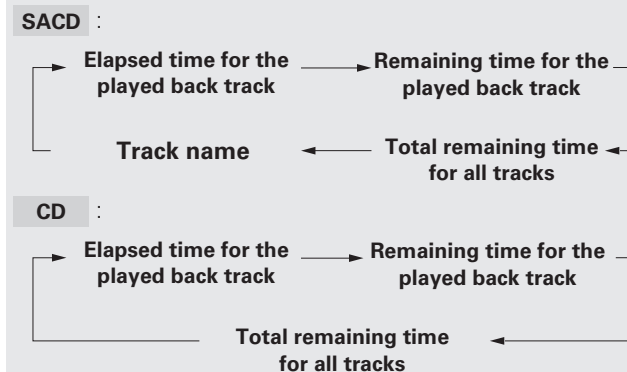 SACD :
Elapsed time for the
played back track
Remaining time for the
played back track
Track name
Total remaining time
for all tracks
CD :
Elapsed time for the
played back track
Remaining time for the
played back track
Total remaining time
for all tracks